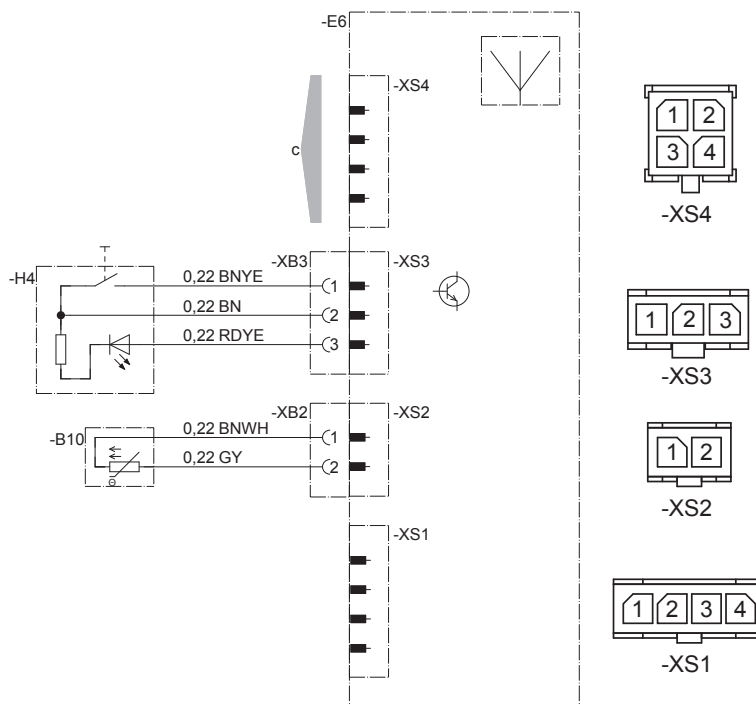 -E6
-XS4
c
1 2
3 4
-XS4
-XB3 -XS3
-H4
0,22 BNYE 1
0,22 BN 2
0,22 RDYE 3
1 2 3
-XS3
-XB2 -XS2
-B10
0,22 BNWH 1
0,22 GY 2
1 2
-XS2
-XS1
1 2 3 4
-XS1